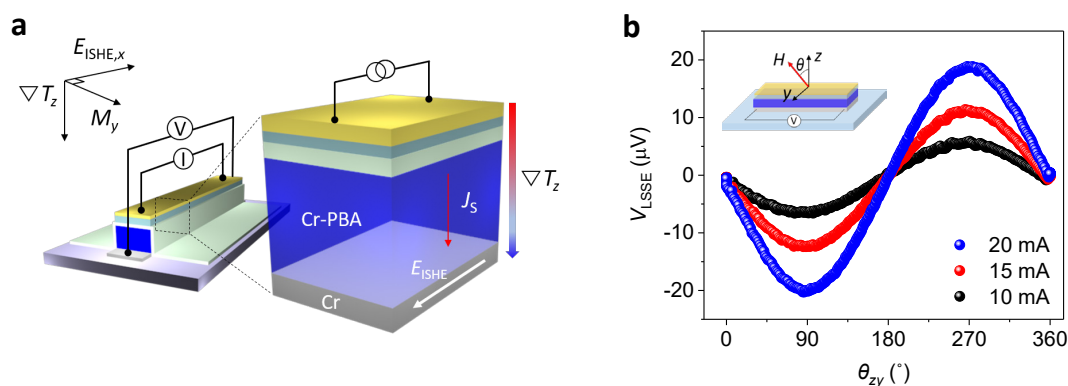 a
E_ISHE,x
∇T_z
M_y
V
I
Cr-PBA
J_S
∇T_z
E_ISHE
Cr
b
V_LSSE (μV)
20
10
0
-10
-20
H
θ
z
y
V
20 mA
15 mA
10 mA
0
90
180
270
360
θ_zy (°)